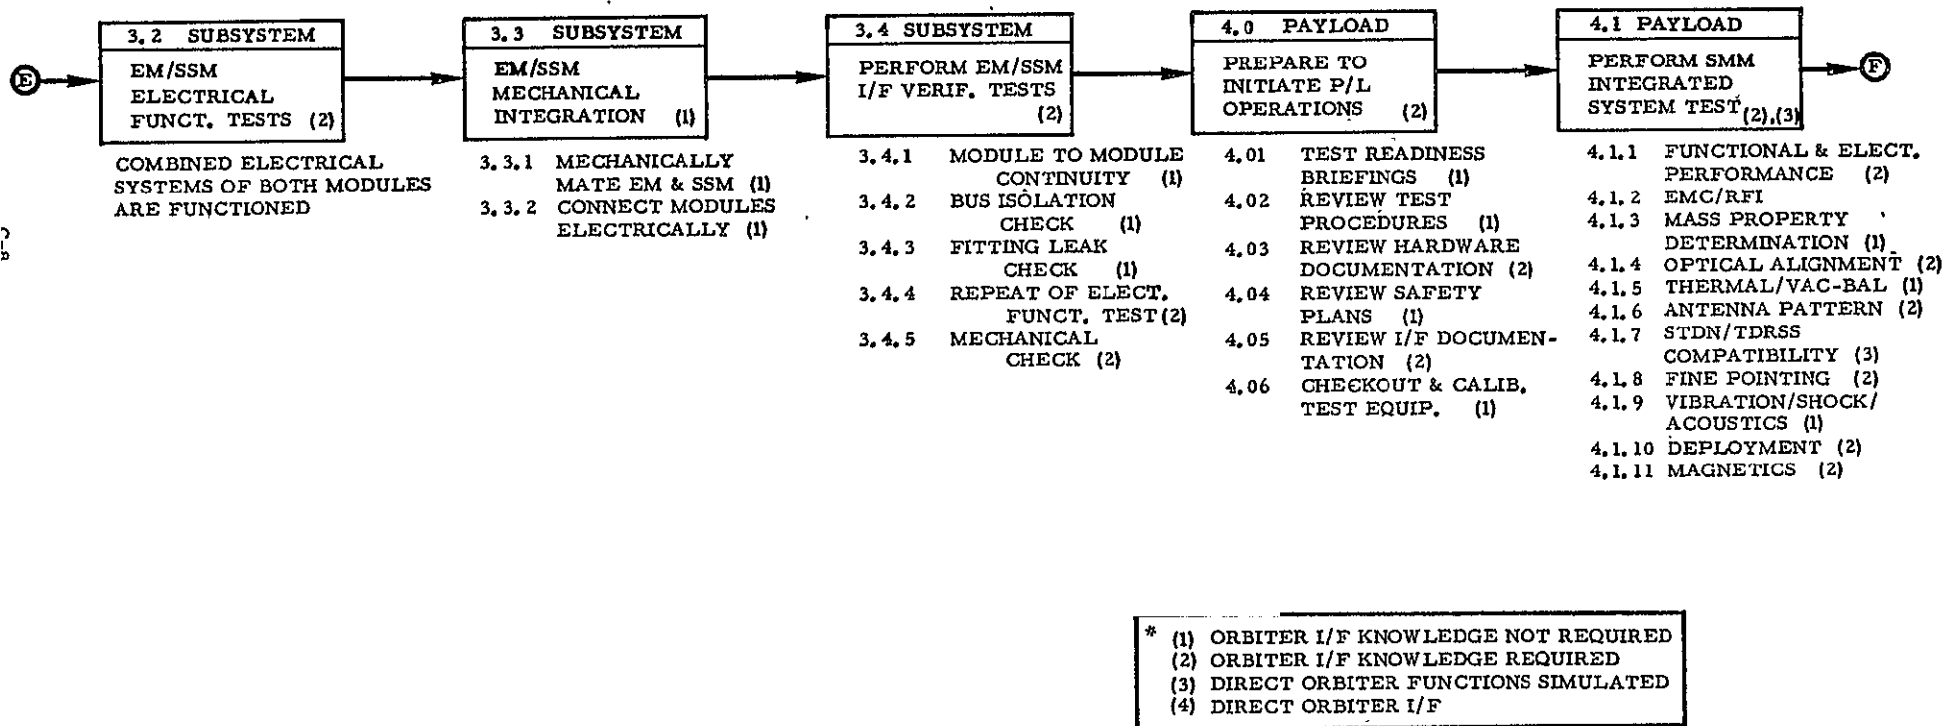 E
3.2 SUBSYSTEM
EM/SSM
ELECTRICAL
FUNCT. TESTS (2)
COMBINED ELECTRICAL
SYSTEMS OF BOTH MODULES
ARE FUNCTIONED
3.3 SUBSYSTEM
EM/SSM
MECHANICAL
INTEGRATION (1)
3.3.1 MECHANICALLY
MATE EM & SSM (1)
3.3.2 CONNECT MODULES
ELECTRICALLY (1)
3.4 SUBSYSTEM
PERFORM EM/SSM
I/F VERIF. TESTS
(2)
3.4.1 MODULE TO MODULE
CONTINUITY (1)
3.4.2 BUS ISOLATION
CHECK (1)
3.4.3 FITTING LEAK
CHECK (1)
3.4.4 REPEAT OF ELECT.
FUNCT. TEST (2)
3.4.5 MECHANICAL
CHECK (2)
4.0 PAYLOAD
PREPARE TO
INITIATE P/L
OPERATIONS (2)
4.01 TEST READINESS
BRIEFINGS (1)
4.02 REVIEW TEST
PROCEDURES (1)
4.03 REVIEW HARDWARE
DOCUMENTATION (2)
4.04 REVIEW SAFETY
PLANS (1)
4.05 REVIEW I/F DOCUMEN-
TATION (2)
4.06 CHECKOUT & CALIB.
TEST EQUIP. (1)
4.1 PAYLOAD
PERFORM SMM
INTEGRATED
SYSTEM TEST (2),(3)
4.1.1 FUNCTIONAL & ELECT.
PERFORMANCE (2)
4.1.2 EMC/RFI
4.1.3 MASS PROPERTY
DETERMINATION (1)
4.1.4 OPTICAL ALIGNMENT (2)
4.1.5 THERMAL/VAC-BAL (1)
4.1.6 ANTENNA PATTERN (2)
4.1.7 STDN/TDRSS
COMPATIBILITY (3)
4.1.8 FINE POINTING (2)
4.1.9 VIBRATION/SHOCK/
ACOUSTICS (1)
4.1.10 DEPLOYMENT (2)
4.1.11 MAGNETICS (2)
F
* (1) ORBITER I/F KNOWLEDGE NOT REQUIRED
(2) ORBITER I/F KNOWLEDGE REQUIRED
(3) DIRECT ORBITER FUNCTIONS SIMULATED
(4) DIRECT ORBITER I/F